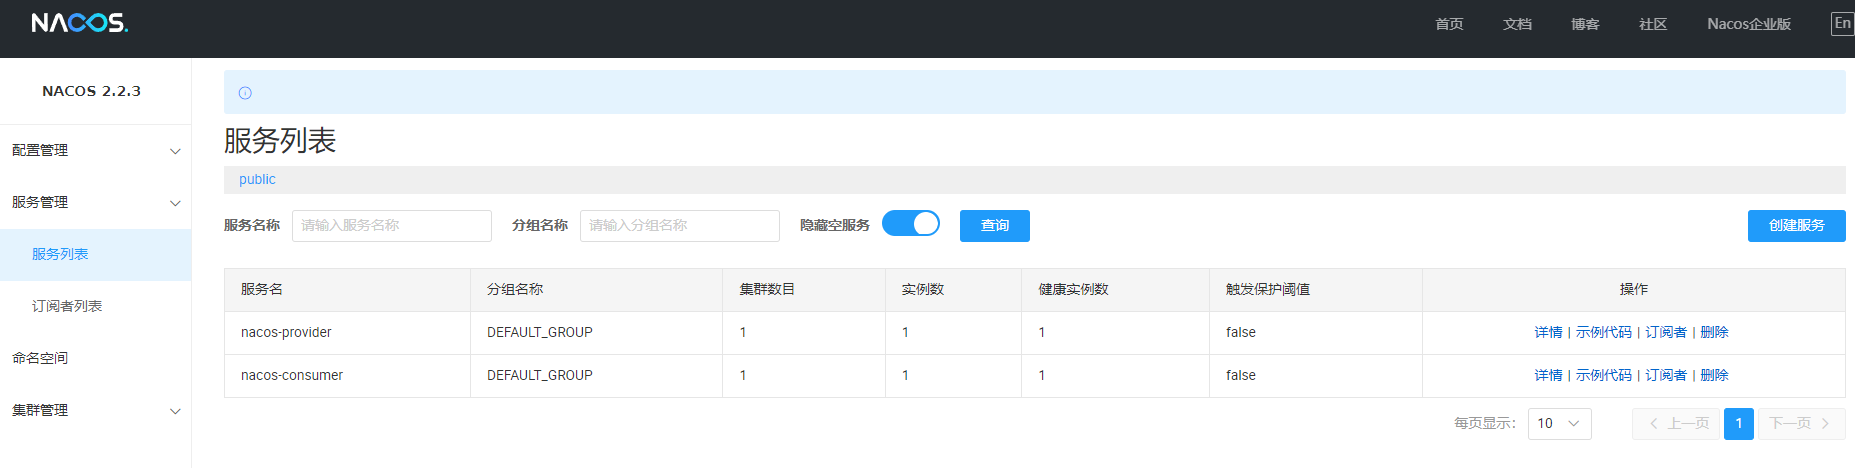 NACOS. 首页 文档 博客 社区 Nacos企业版 En
NACOS 2.2.3
配置管理
服务管理
服务列表
订阅者列表
命名空间
集群管理
服务列表
public
服务名称 请输入服务名称 分组名称 请输入分组名称 隐藏空服务 查询 创建服务
服务名 分组名称 集群数目 实例数 健康实例数 触发保护阈值 操作
nacos-provider DEFAULT_GROUP 1 1 1 false 详情 | 示例代码 | 订阅者 | 删除
nacos-consumer DEFAULT_GROUP 1 1 1 false 详情 | 示例代码 | 订阅者 | 删除
每页显示: 10 上一页 1 下一页